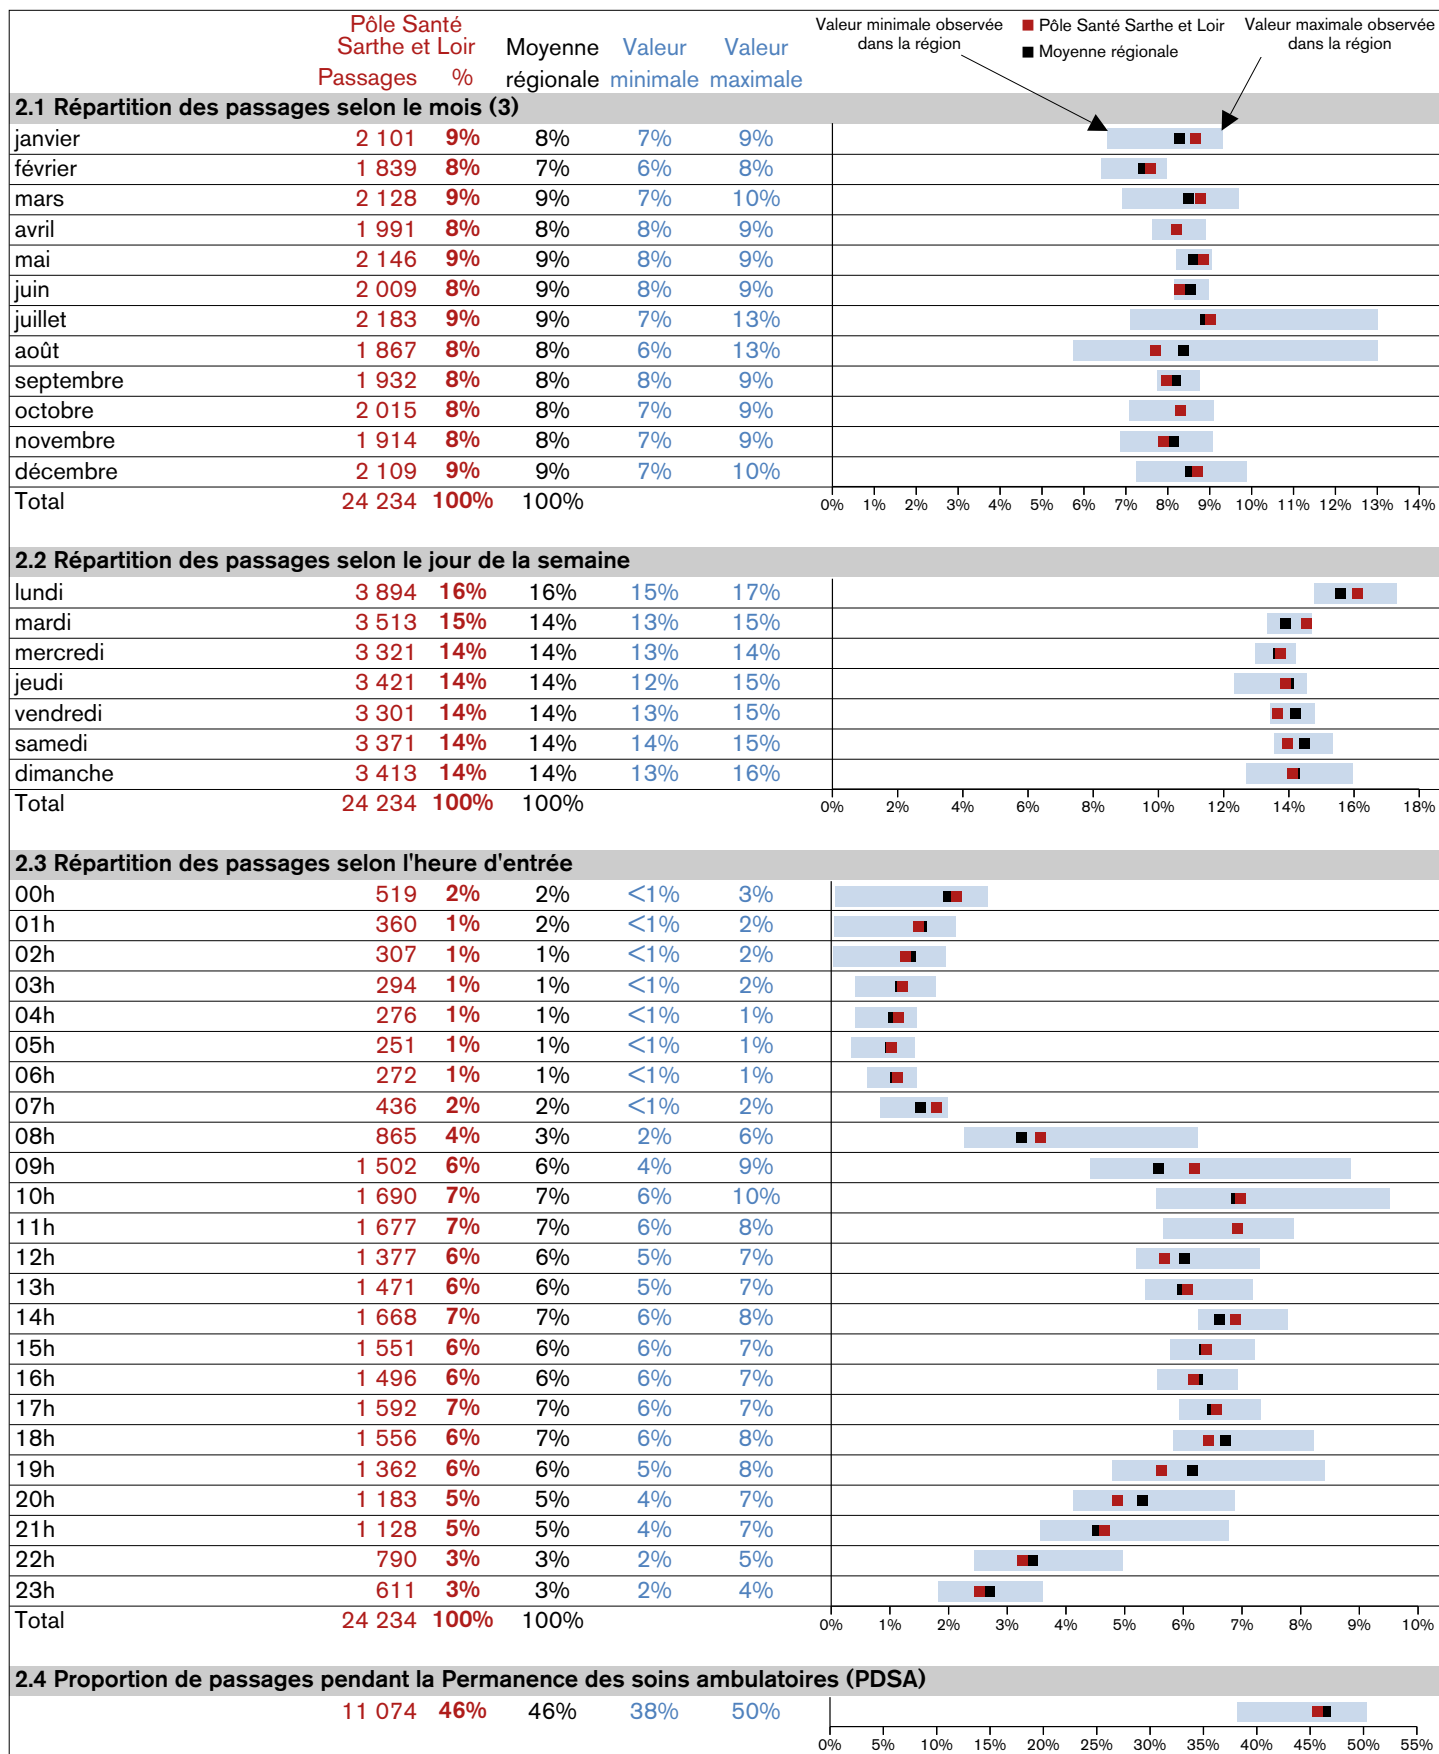 Pôle Santé Sarthe et Loir
Passages % Moyenne régionale Valeur minimale Valeur maximale
Valeur minimale observée dans la région
Pôle Santé Sarthe et Loir
Moyenne régionale
Valeur maximale observée dans la région
2.1 Répartition des passages selon le mois (3)
janvier 2 101 9% 8% 7% 9%
février 1 839 8% 7% 6% 8%
mars 2 128 9% 9% 7% 10%
avril 1 991 8% 8% 8% 9%
mai 2 146 9% 9% 8% 9%
juin 2 009 8% 9% 8% 9%
juillet 2 183 9% 9% 7% 13%
août 1 867 8% 8% 6% 13%
septembre 1 932 8% 8% 8% 9%
octobre 2 015 8% 8% 7% 9%
novembre 1 914 8% 8% 7% 9%
décembre 2 109 9% 9% 7% 10%
Total 24 234 100% 100%
0% 1% 2% 3% 4% 5% 6% 7% 8% 9% 10% 11% 12% 13% 14%
2.2 Répartition des passages selon le jour de la semaine
lundi 3 894 16% 16% 15% 17%
mardi 3 513 15% 14% 13% 15%
mercredi 3 321 14% 14% 13% 14%
jeudi 3 421 14% 14% 12% 15%
vendredi 3 301 14% 14% 13% 15%
samedi 3 371 14% 14% 14% 15%
dimanche 3 413 14% 14% 13% 16%
Total 24 234 100% 100%
0% 2% 4% 6% 8% 10% 12% 14% 16% 18%
2.3 Répartition des passages selon l'heure d'entrée
00h 519 2% 2% <1% 3%
01h 360 1% 2% <1% 2%
02h 307 1% 1% <1% 2%
03h 294 1% 1% <1% 2%
04h 276 1% 1% <1% 1%
05h 251 1% 1% <1% 1%
06h 272 1% 1% <1% 1%
07h 436 2% 2% <1% 2%
08h 865 4% 3% 2% 6%
09h 1 502 6% 6% 4% 9%
10h 1 690 7% 7% 6% 10%
11h 1 677 7% 7% 6% 8%
12h 1 377 6% 6% 5% 7%
13h 1 471 6% 6% 5% 7%
14h 1 668 7% 7% 6% 8%
15h 1 551 6% 6% 6% 7%
16h 1 496 6% 6% 6% 7%
17h 1 592 7% 7% 6% 7%
18h 1 556 6% 7% 6% 8%
19h 1 362 6% 6% 5% 8%
20h 1 183 5% 5% 4% 7%
21h 1 128 5% 5% 4% 7%
22h 790 3% 3% 2% 5%
23h 611 3% 3% 2% 4%
Total 24 234 100% 100%
0% 1% 2% 3% 4% 5% 6% 7% 8% 9% 10%
2.4 Proportion de passages pendant la Permanence des soins ambulatoires (PDSA)
11 074 46% 46% 38% 50%
0% 5% 10% 15% 20% 25% 30% 35% 40% 45% 50% 55%